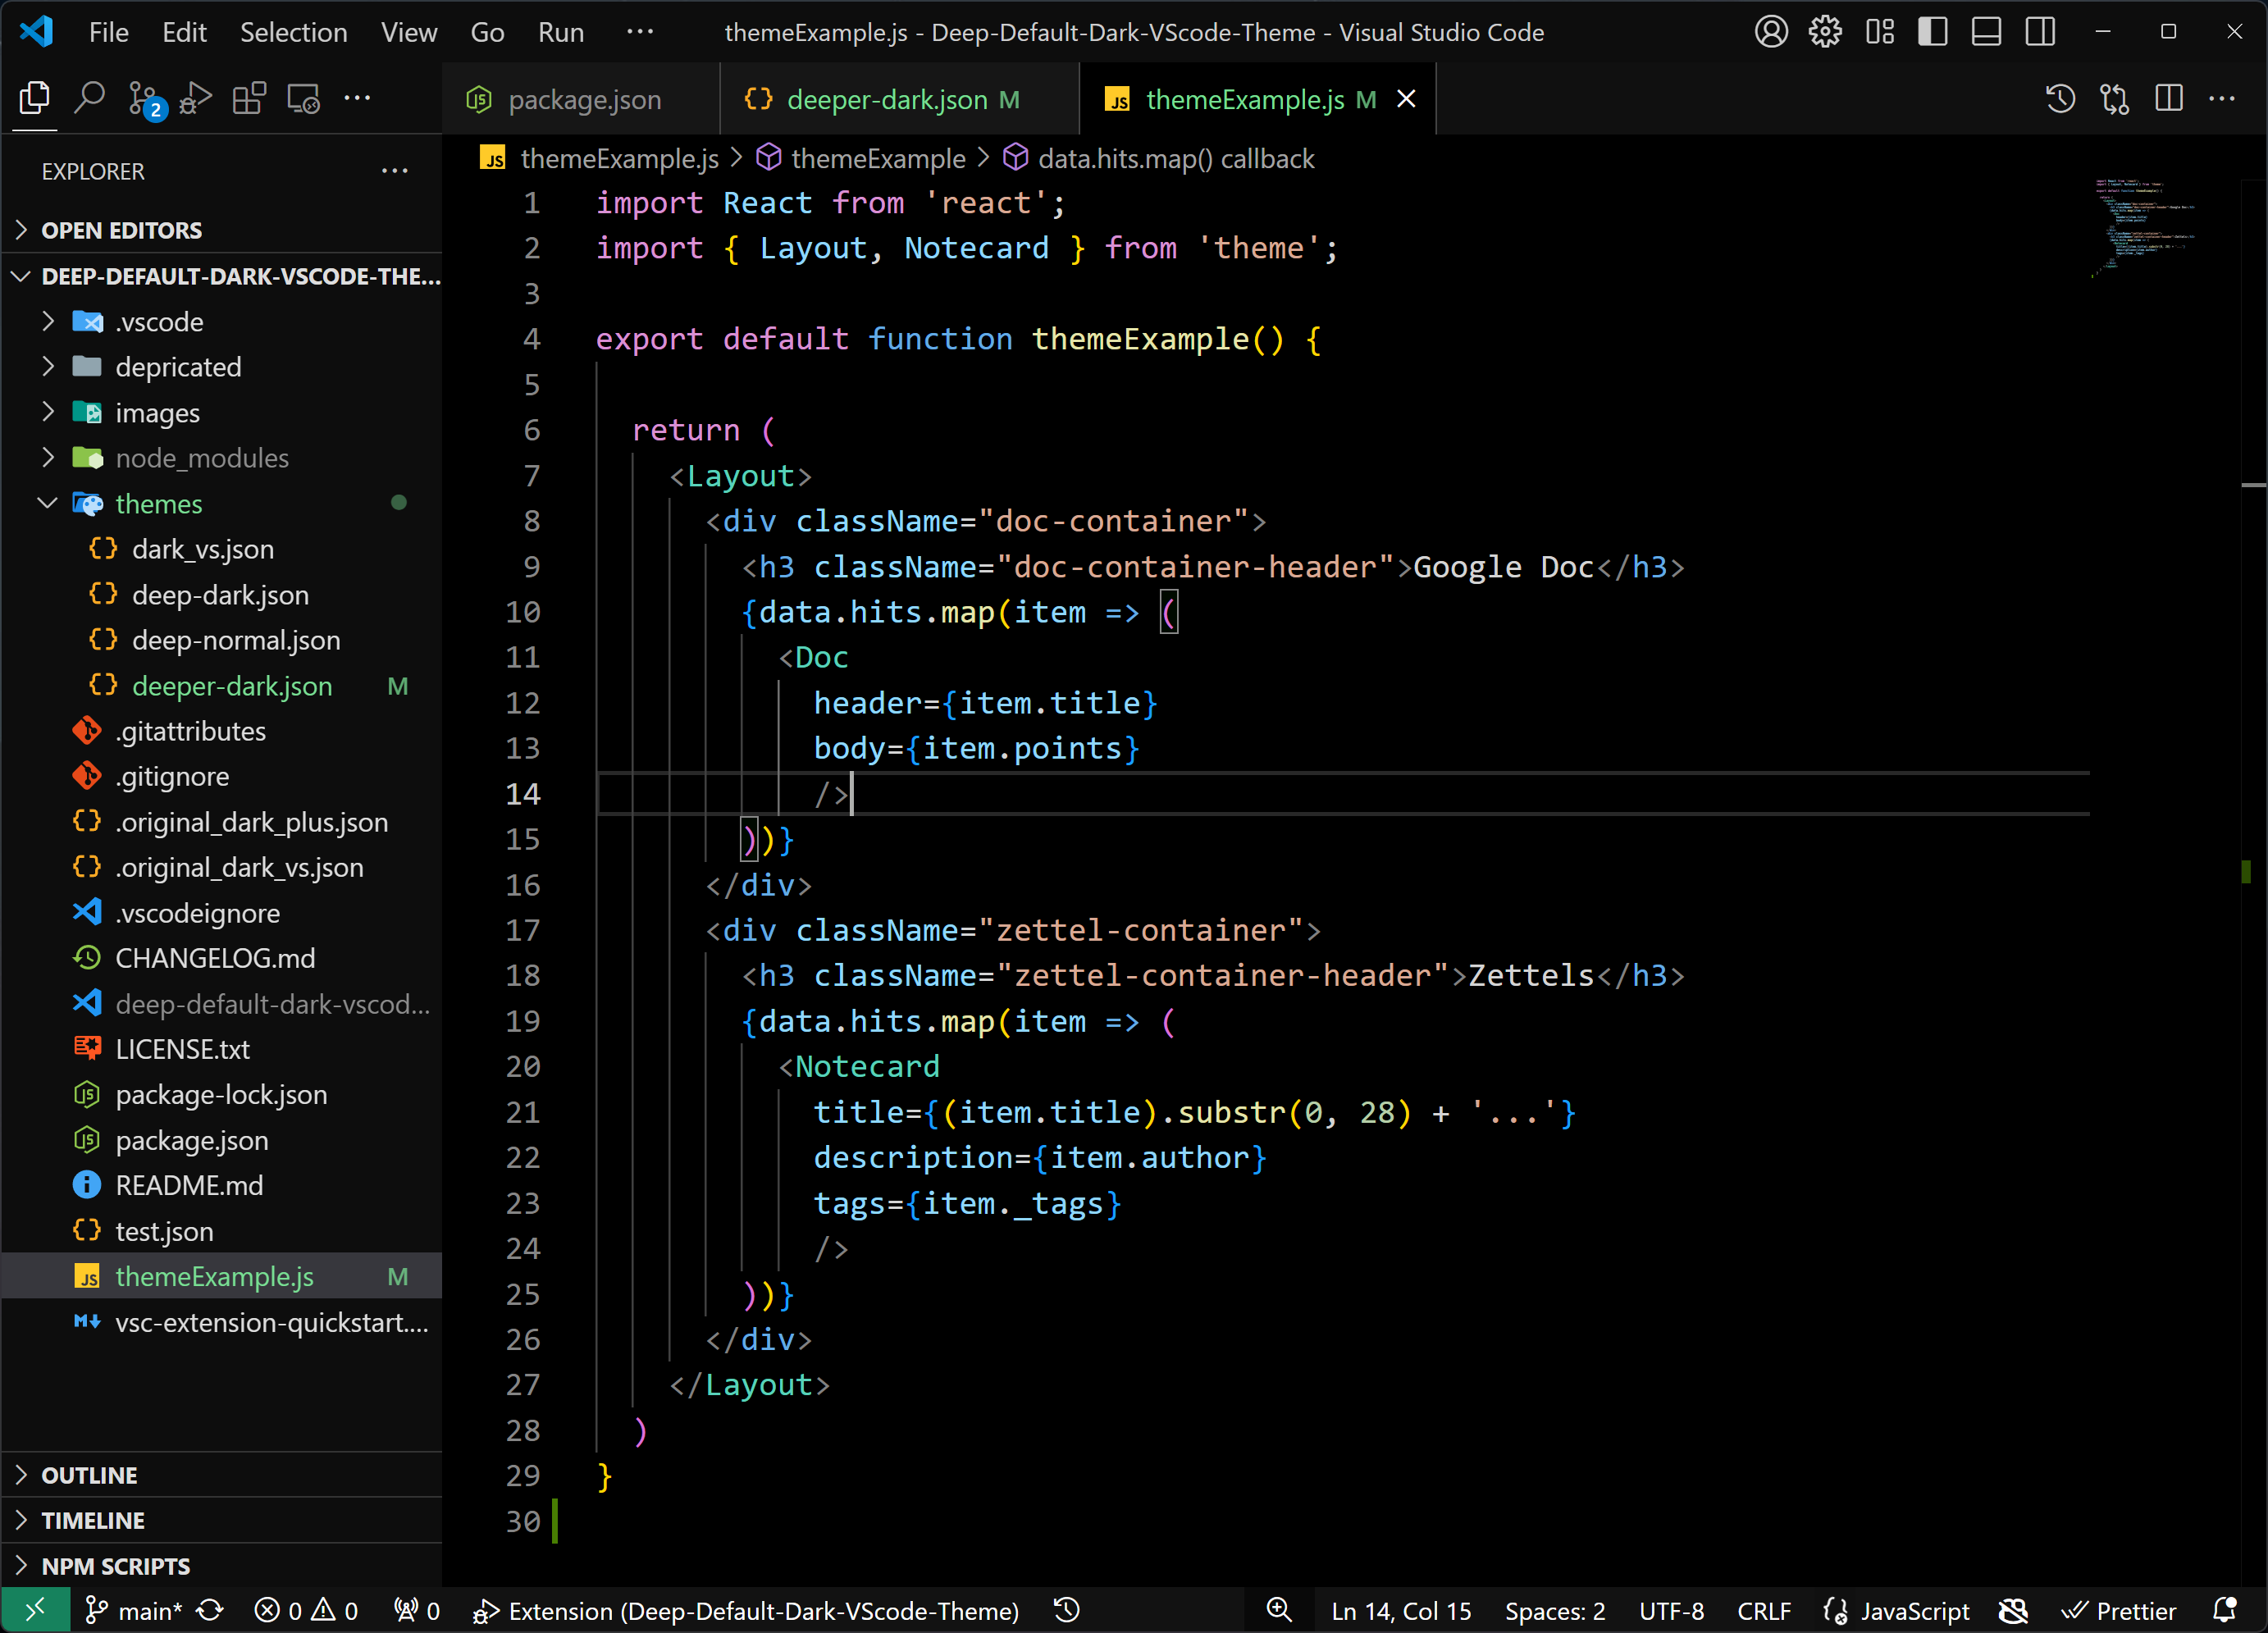 File Edit Selection View Go Run ··· themeExample.js - Deep-Default-Dark-VScode-Theme - Visual Studio Code
2
package.json deeper-dark.json M themeExample.js M
EXPLORER
OPEN EDITORS
DEEP-DEFAULT-DARK-VSCODE-THE...
.vscode
depricated
images
node_modules
themes
dark_vs.json
deep-dark.json
deep-normal.json
deeper-dark.json M
.gitattributes
.gitignore
.original_dark_plus.json
.original_dark_vs.json
.vscodeignore
CHANGELOG.md
deep-default-dark-vscod...
LICENSE.txt
package-lock.json
package.json
README.md
test.json
themeExample.js M
vsc-extension-quickstart....
OUTLINE
TIMELINE
NPM SCRIPTS
JS themeExample.js > themeExample > data.hits.map() callback
1 import React from 'react';
2 import { Layout, Notecard } from 'theme';
3
4 export default function themeExample() {
5
6   return (
7     <Layout>
8       <div className="doc-container">
9         <h3 className="doc-container-header">Google Doc</h3>
10         {data.hits.map(item => (
11           <Doc
12             header={item.title}
13             body={item.points}
14             />
15         ))}
16       </div>
17       <div className="zettel-container">
18         <h3 className="zettel-container-header">Zettels</h3>
19         {data.hits.map(item => (
20           <Notecard
21             title={(item.title).substr(0, 28) + '...'}
22             description={item.author}
23             tags={item._tags}
24             />
25         ))}
26       </div>
27     </Layout>
28   )
29 }
30
main* 0 0 0 Extension (Deep-Default-Dark-VScode-Theme) Ln 14, Col 15 Spaces: 2 UTF-8 CRLF JavaScript Prettier